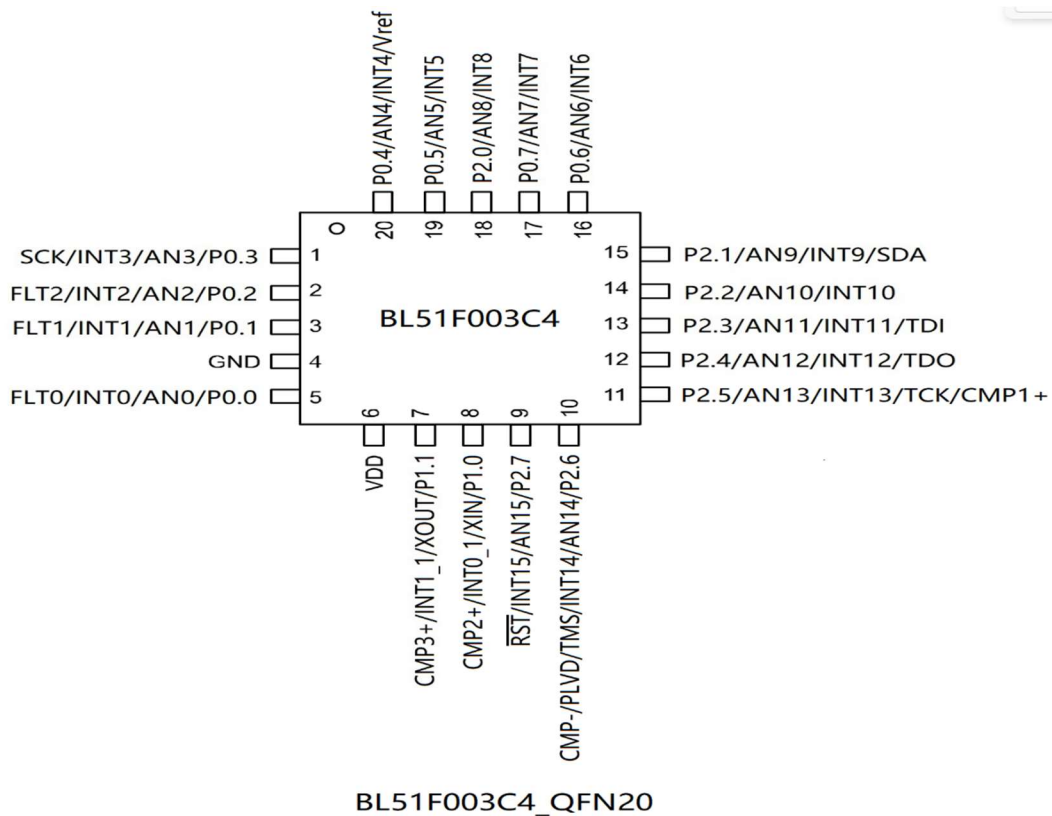 P0.4/AN4/INT4/Vref
P0.5/AN5/INT5
P2.0/AN8/INT8
P0.7/AN7/INT7
P0.6/AN6/INT6
20
19
18
17
16
SCK/INT3/AN3/P0.3
1
FLT2/INT2/AN2/P0.2
2
FLT1/INT1/AN1/P0.1
3
GND
4
FLT0/INT0/AN0/P0.0
5
BL51F003C4
15
P2.1/AN9/INT9/SDA
14
P2.2/AN10/INT10
13
P2.3/AN11/INT11/TDI
12
P2.4/AN12/INT12/TDO
11
P2.5/AN13/INT13/TCK/CMP1+
6
7
8
9
10
VDD
CMP3+/INT1_1/XOUT/P1.1
CMP2+/INT0_1/XIN/P1.0
RST/INT15/AN15/P2.7
CMP-/PLVD/TMS/INT14/AN14/P2.6
BL51F003C4_QFN20